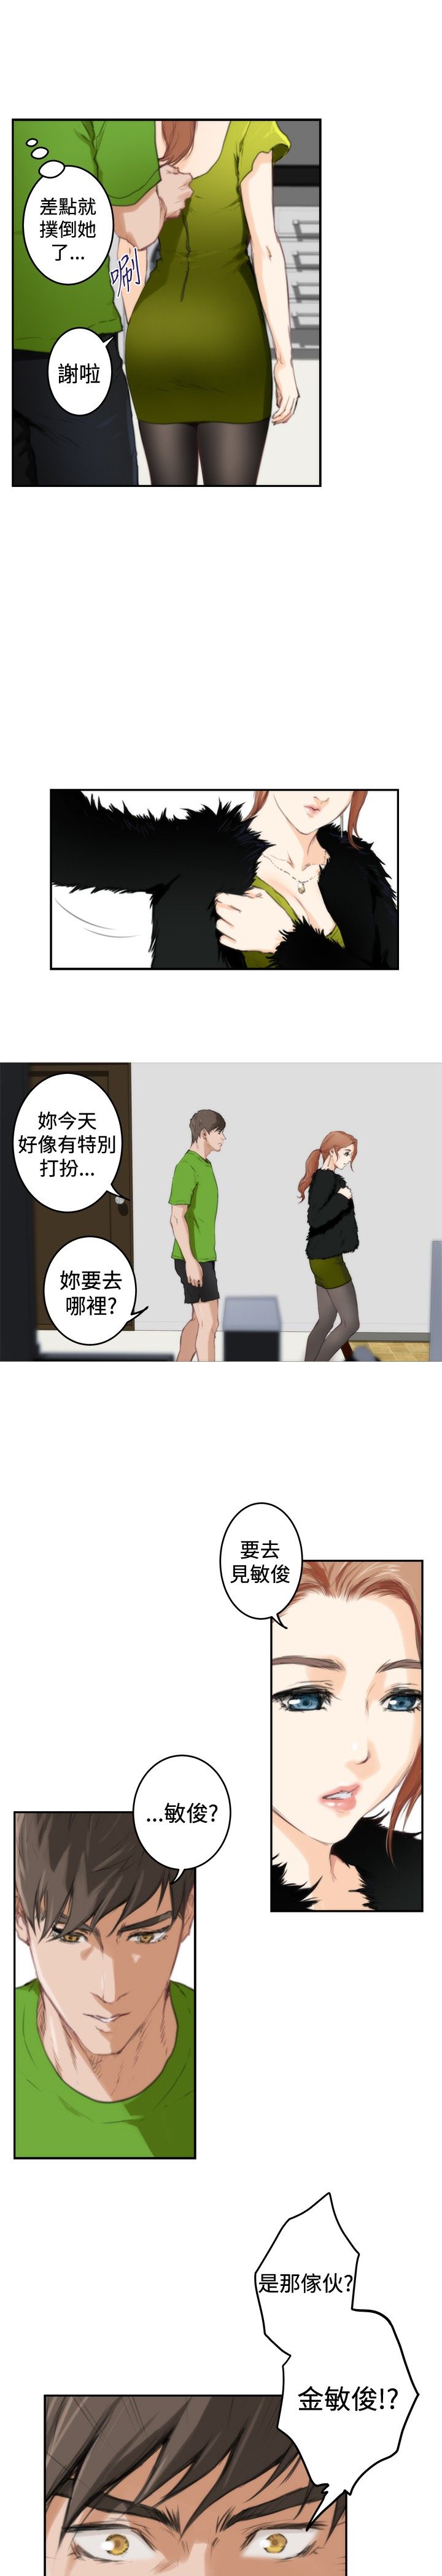 差點就
撲倒她
了...
唰
謝啦
妳今天
好像有特別
打扮...
妳要去
哪裡?
要去
見敏俊
...敏俊?
是那傢伙?
金敏俊!?